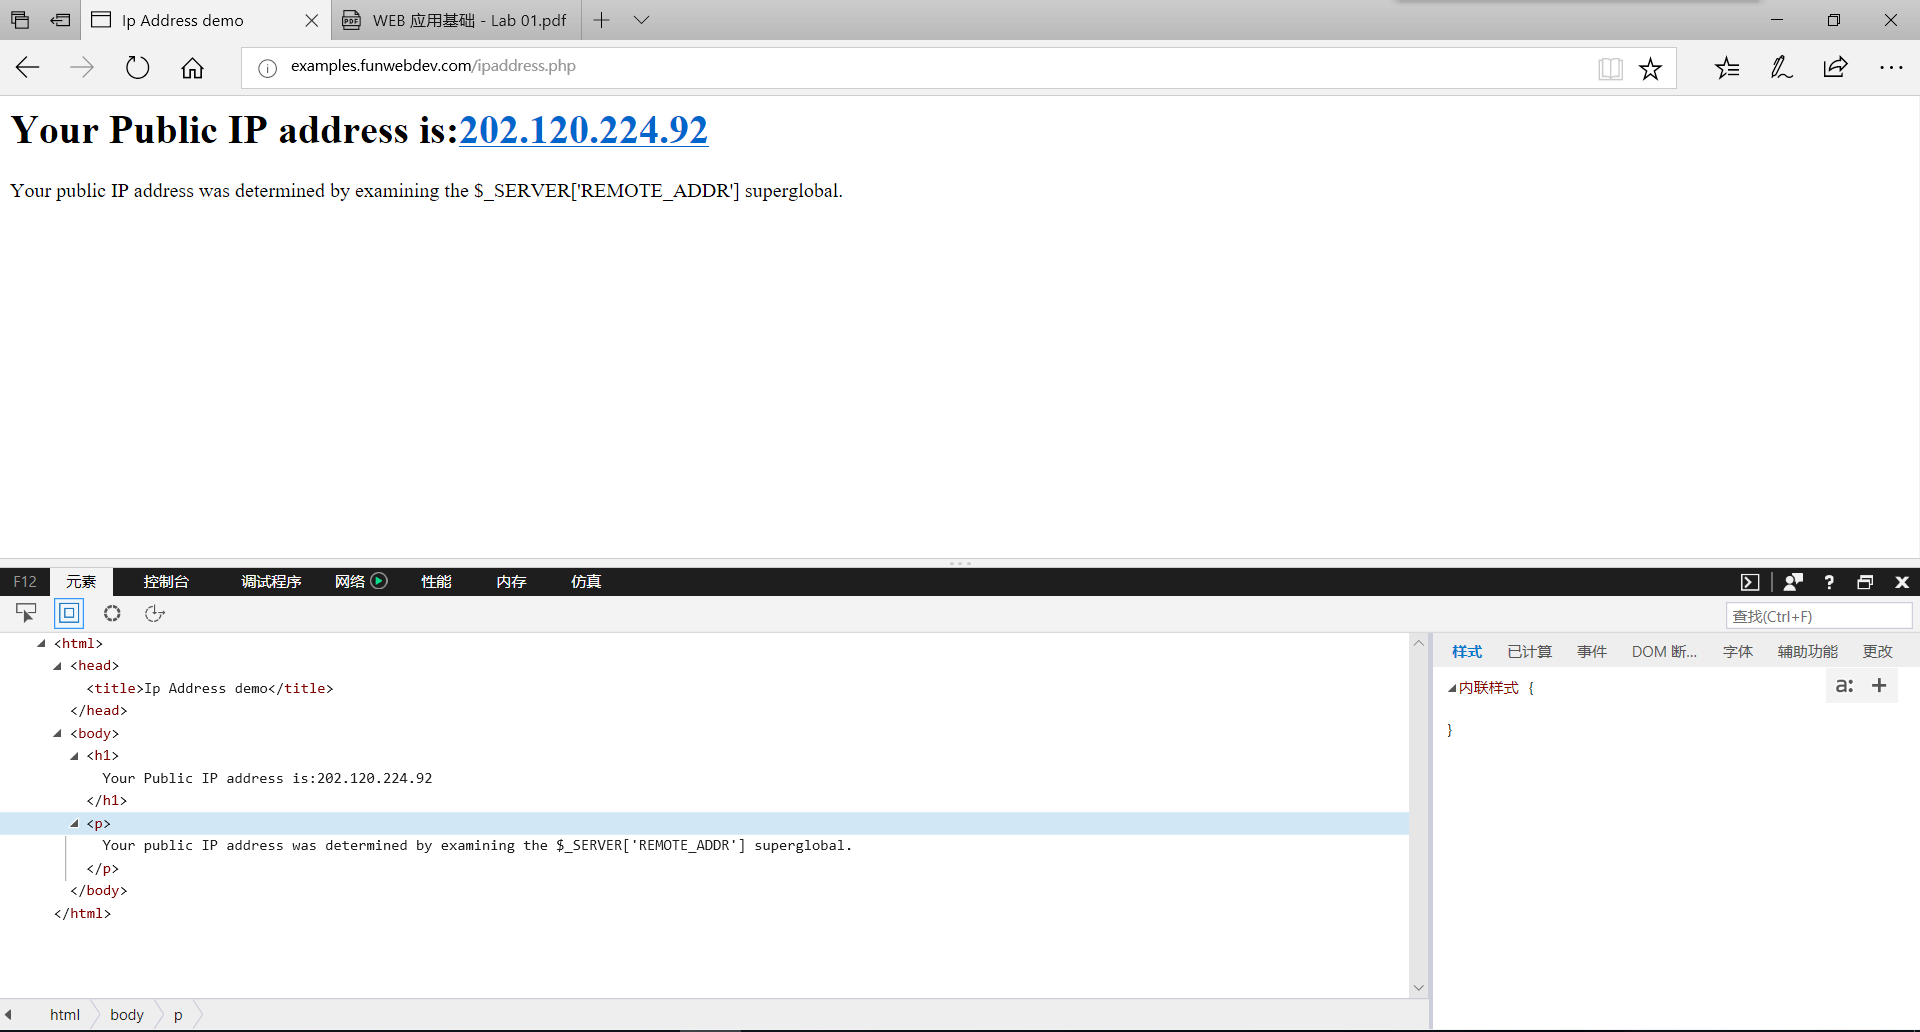 Ip Address demo
WEB 应用基础 - Lab 01.pdf
examples.funwebdev.com/ipaddress.php
Your Public IP address is:202.120.224.92
Your public IP address was determined by examining the $_SERVER['REMOTE_ADDR'] superglobal.
F12 元素 控制台 调试程序 网络 性能 内存 仿真
查找(Ctrl+F)
<html>
<head>
<title>Ip Address demo</title>
</head>
<body>
<h1>
Your Public IP address is:202.120.224.92
</h1>
<p>
Your public IP address was determined by examining the $_SERVER['REMOTE_ADDR'] superglobal.
</p>
</body>
</html>
样式 已计算 事件 DOM 断... 字体 辅助功能 更改
内联样式 {
a: +
}
html body p